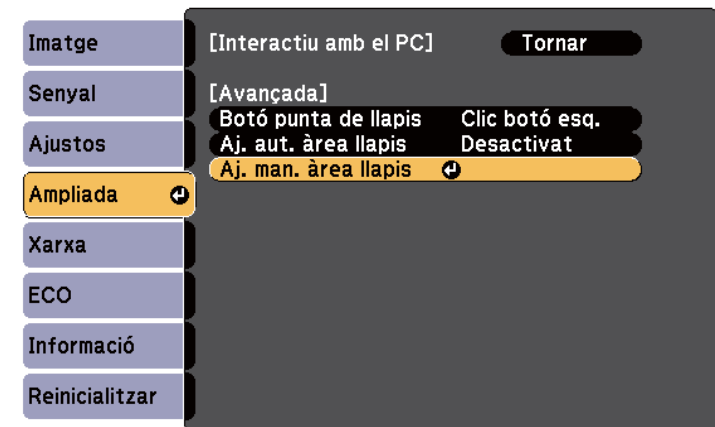 Imatge
Senyal
Ajustos
Ampliada
Xarxa
ECO
Informació
Reinicialitzar
[Interactiu amb el PC] Tornar
[Avançada]
Botó punta de llapis Clic botó esq.
Aj. aut. àrea llapis Desactivat
Aj. man. àrea llapis